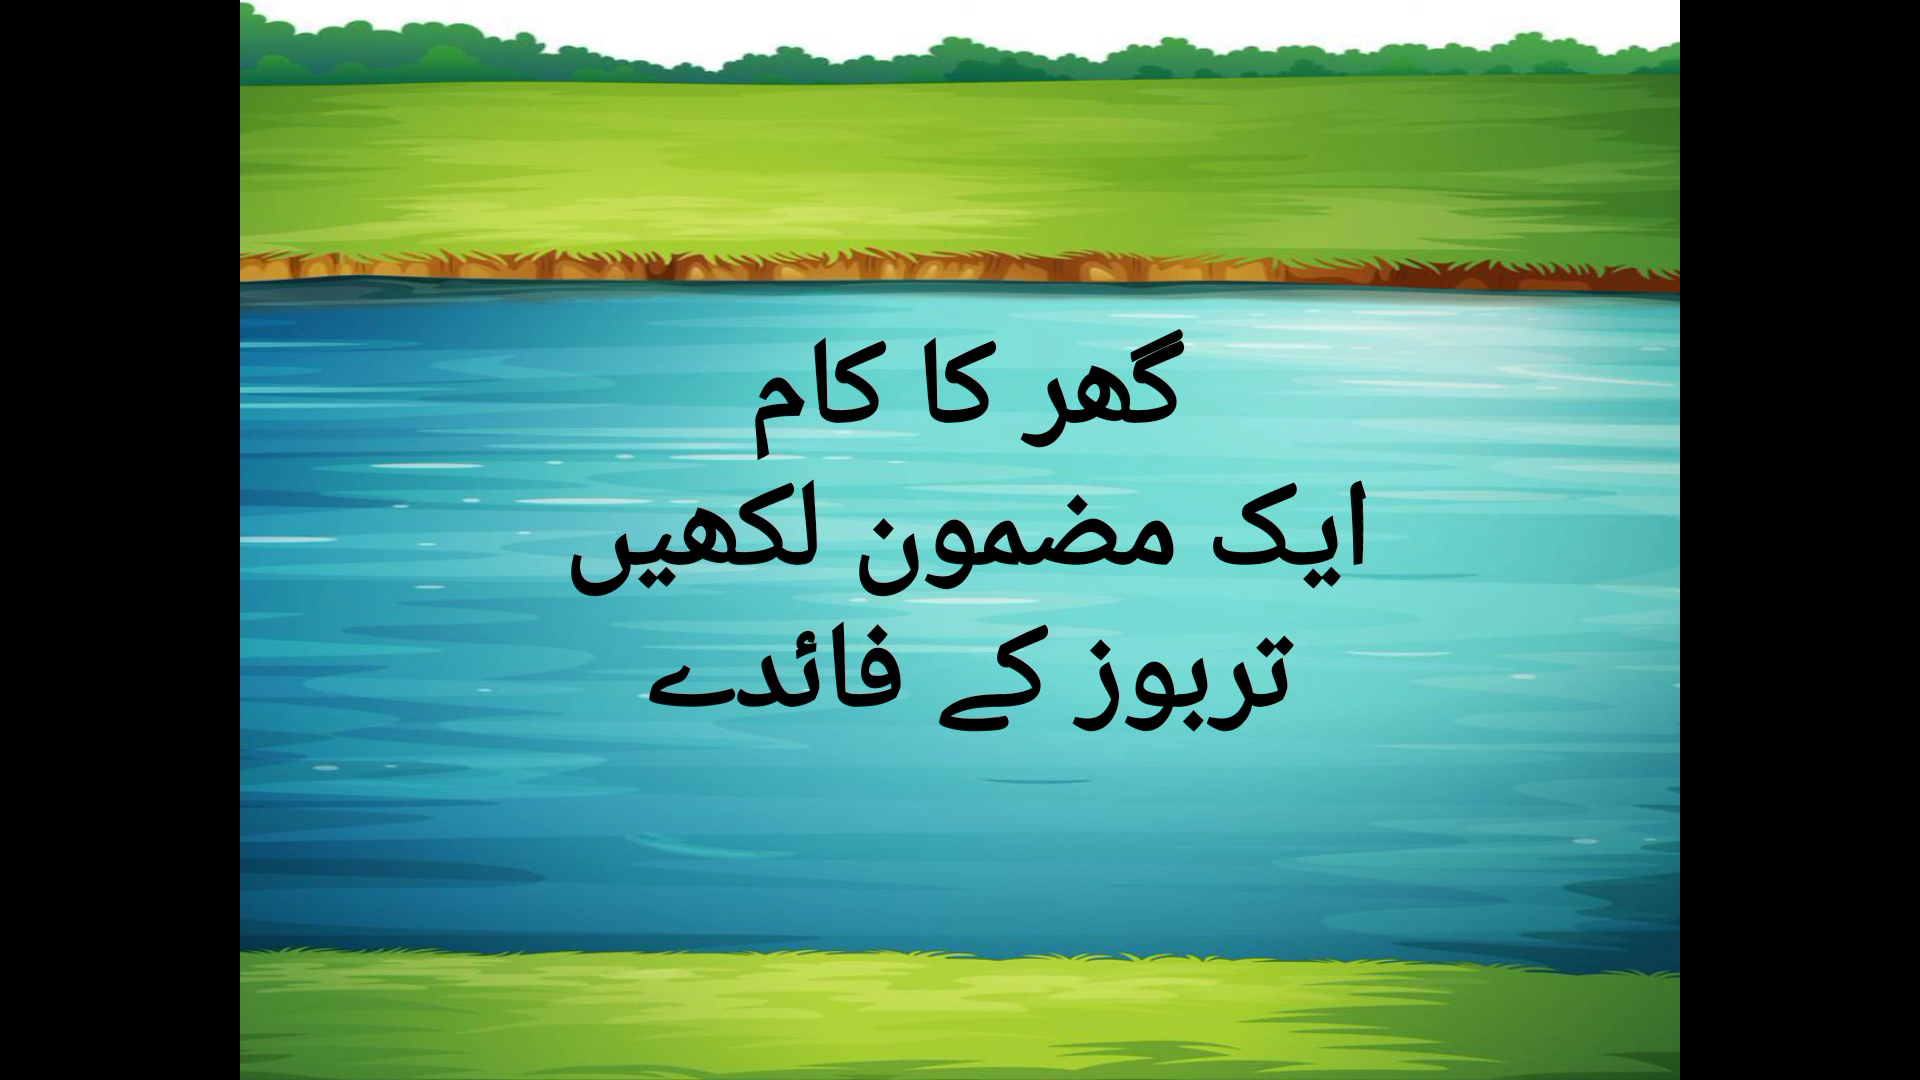 گھر کا کام
ایک مضمون لکھیں
تربوز کے فائدے